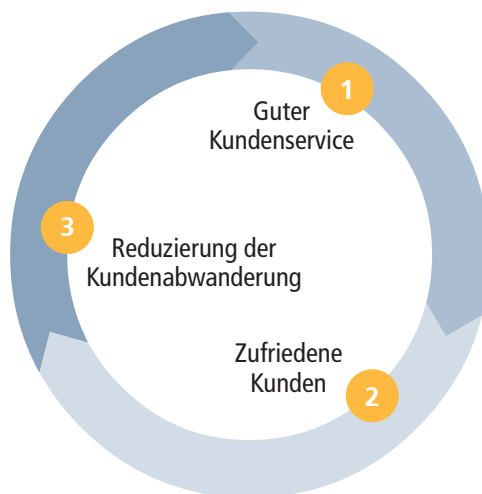 1
Guter
Kundenservice
3
Reduzierung der
Kundenabwanderung
Zufriedene
Kunden
2